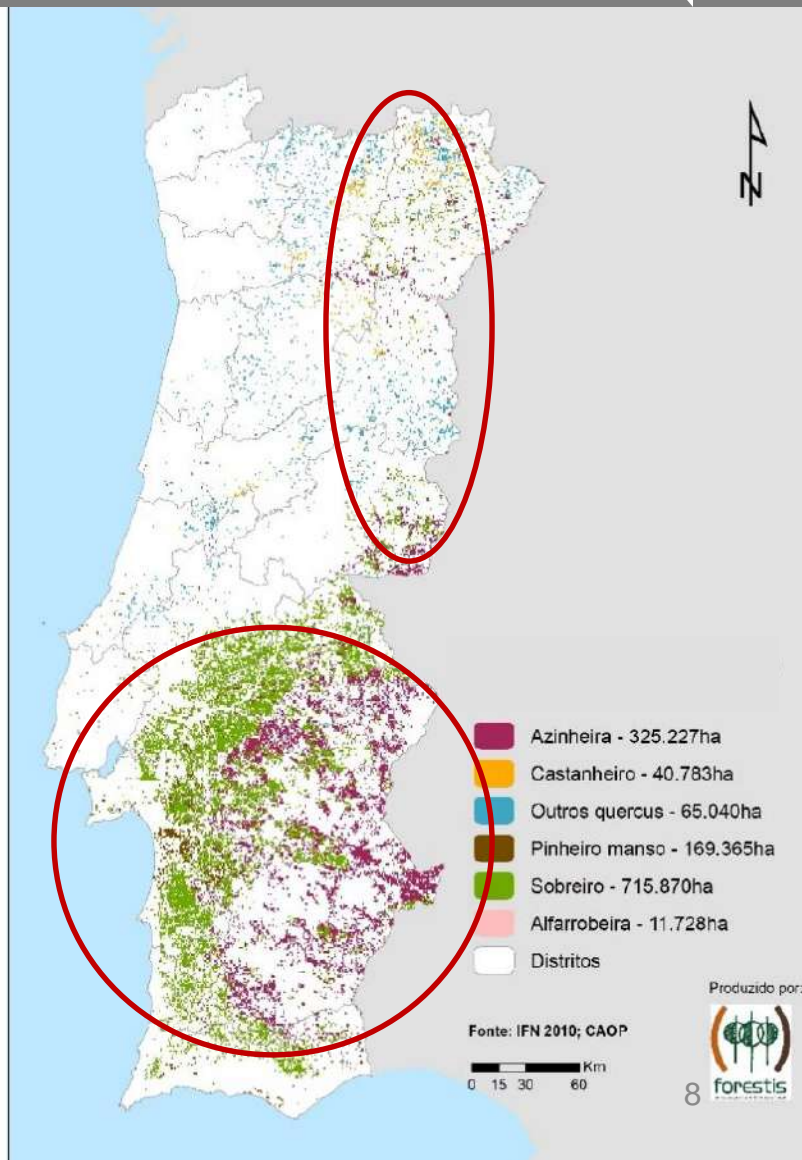 N
Azinheira - 325.227ha
Castanheiro - 40.783ha
Outros quercus - 65.040ha
Pinheiro manso - 169.365ha
Sobreiro - 715.870ha
Alfarrobeira - 11.728ha
Distritos
Produzido por:
Fonte: IFN 2010; CAOP
Km
0 15 30 60
8
forestis